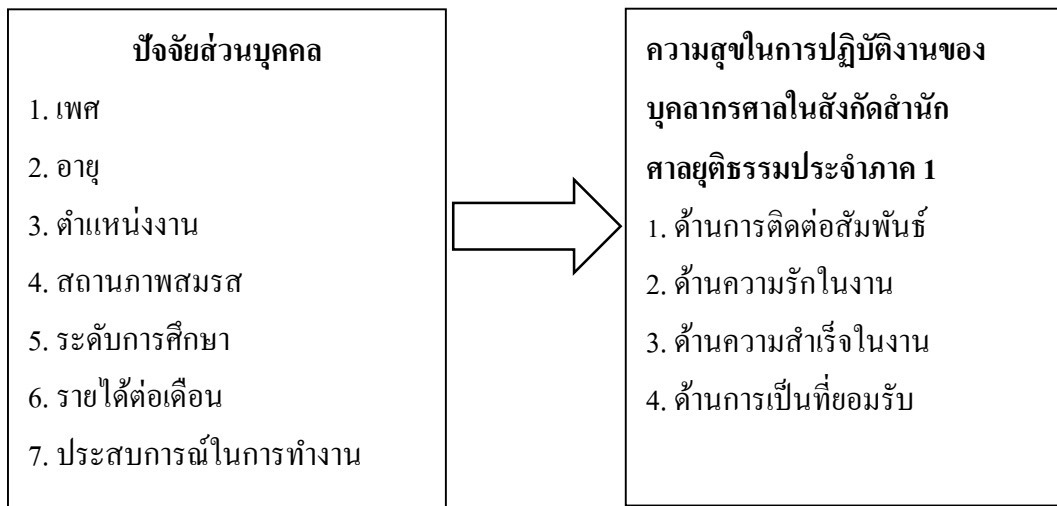 ปัจจัยส่วนบุคคล
1. เพศ
2. อายุ
3. ตำแหน่งงาน
4. สถานภาพสมรส
5. ระดับการศึกษา
6. รายได้ต่อเดือน
7. ประสบการณ์ในการทำงาน
ความสุขในการปฏิบัติงานของ
บุคลากรศาลในสังกัดสำนัก
ศาลยุติธรรมประจำภาค 1
1. ด้านการติดต่อสัมพันธ์
2. ด้านความรักในงาน
3. ด้านความสำเร็จในงาน
4. ด้านการเป็นที่ยอมรับ